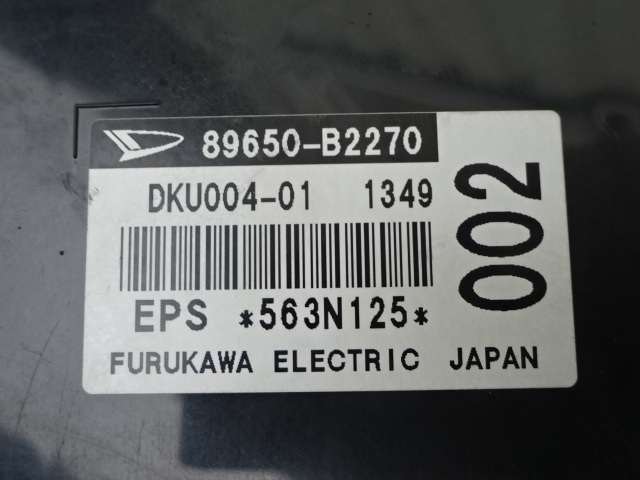 89650-B2270
DKU004-01 1349
EPS *563N125*
FURUKAWA ELECTRIC JAPAN
002